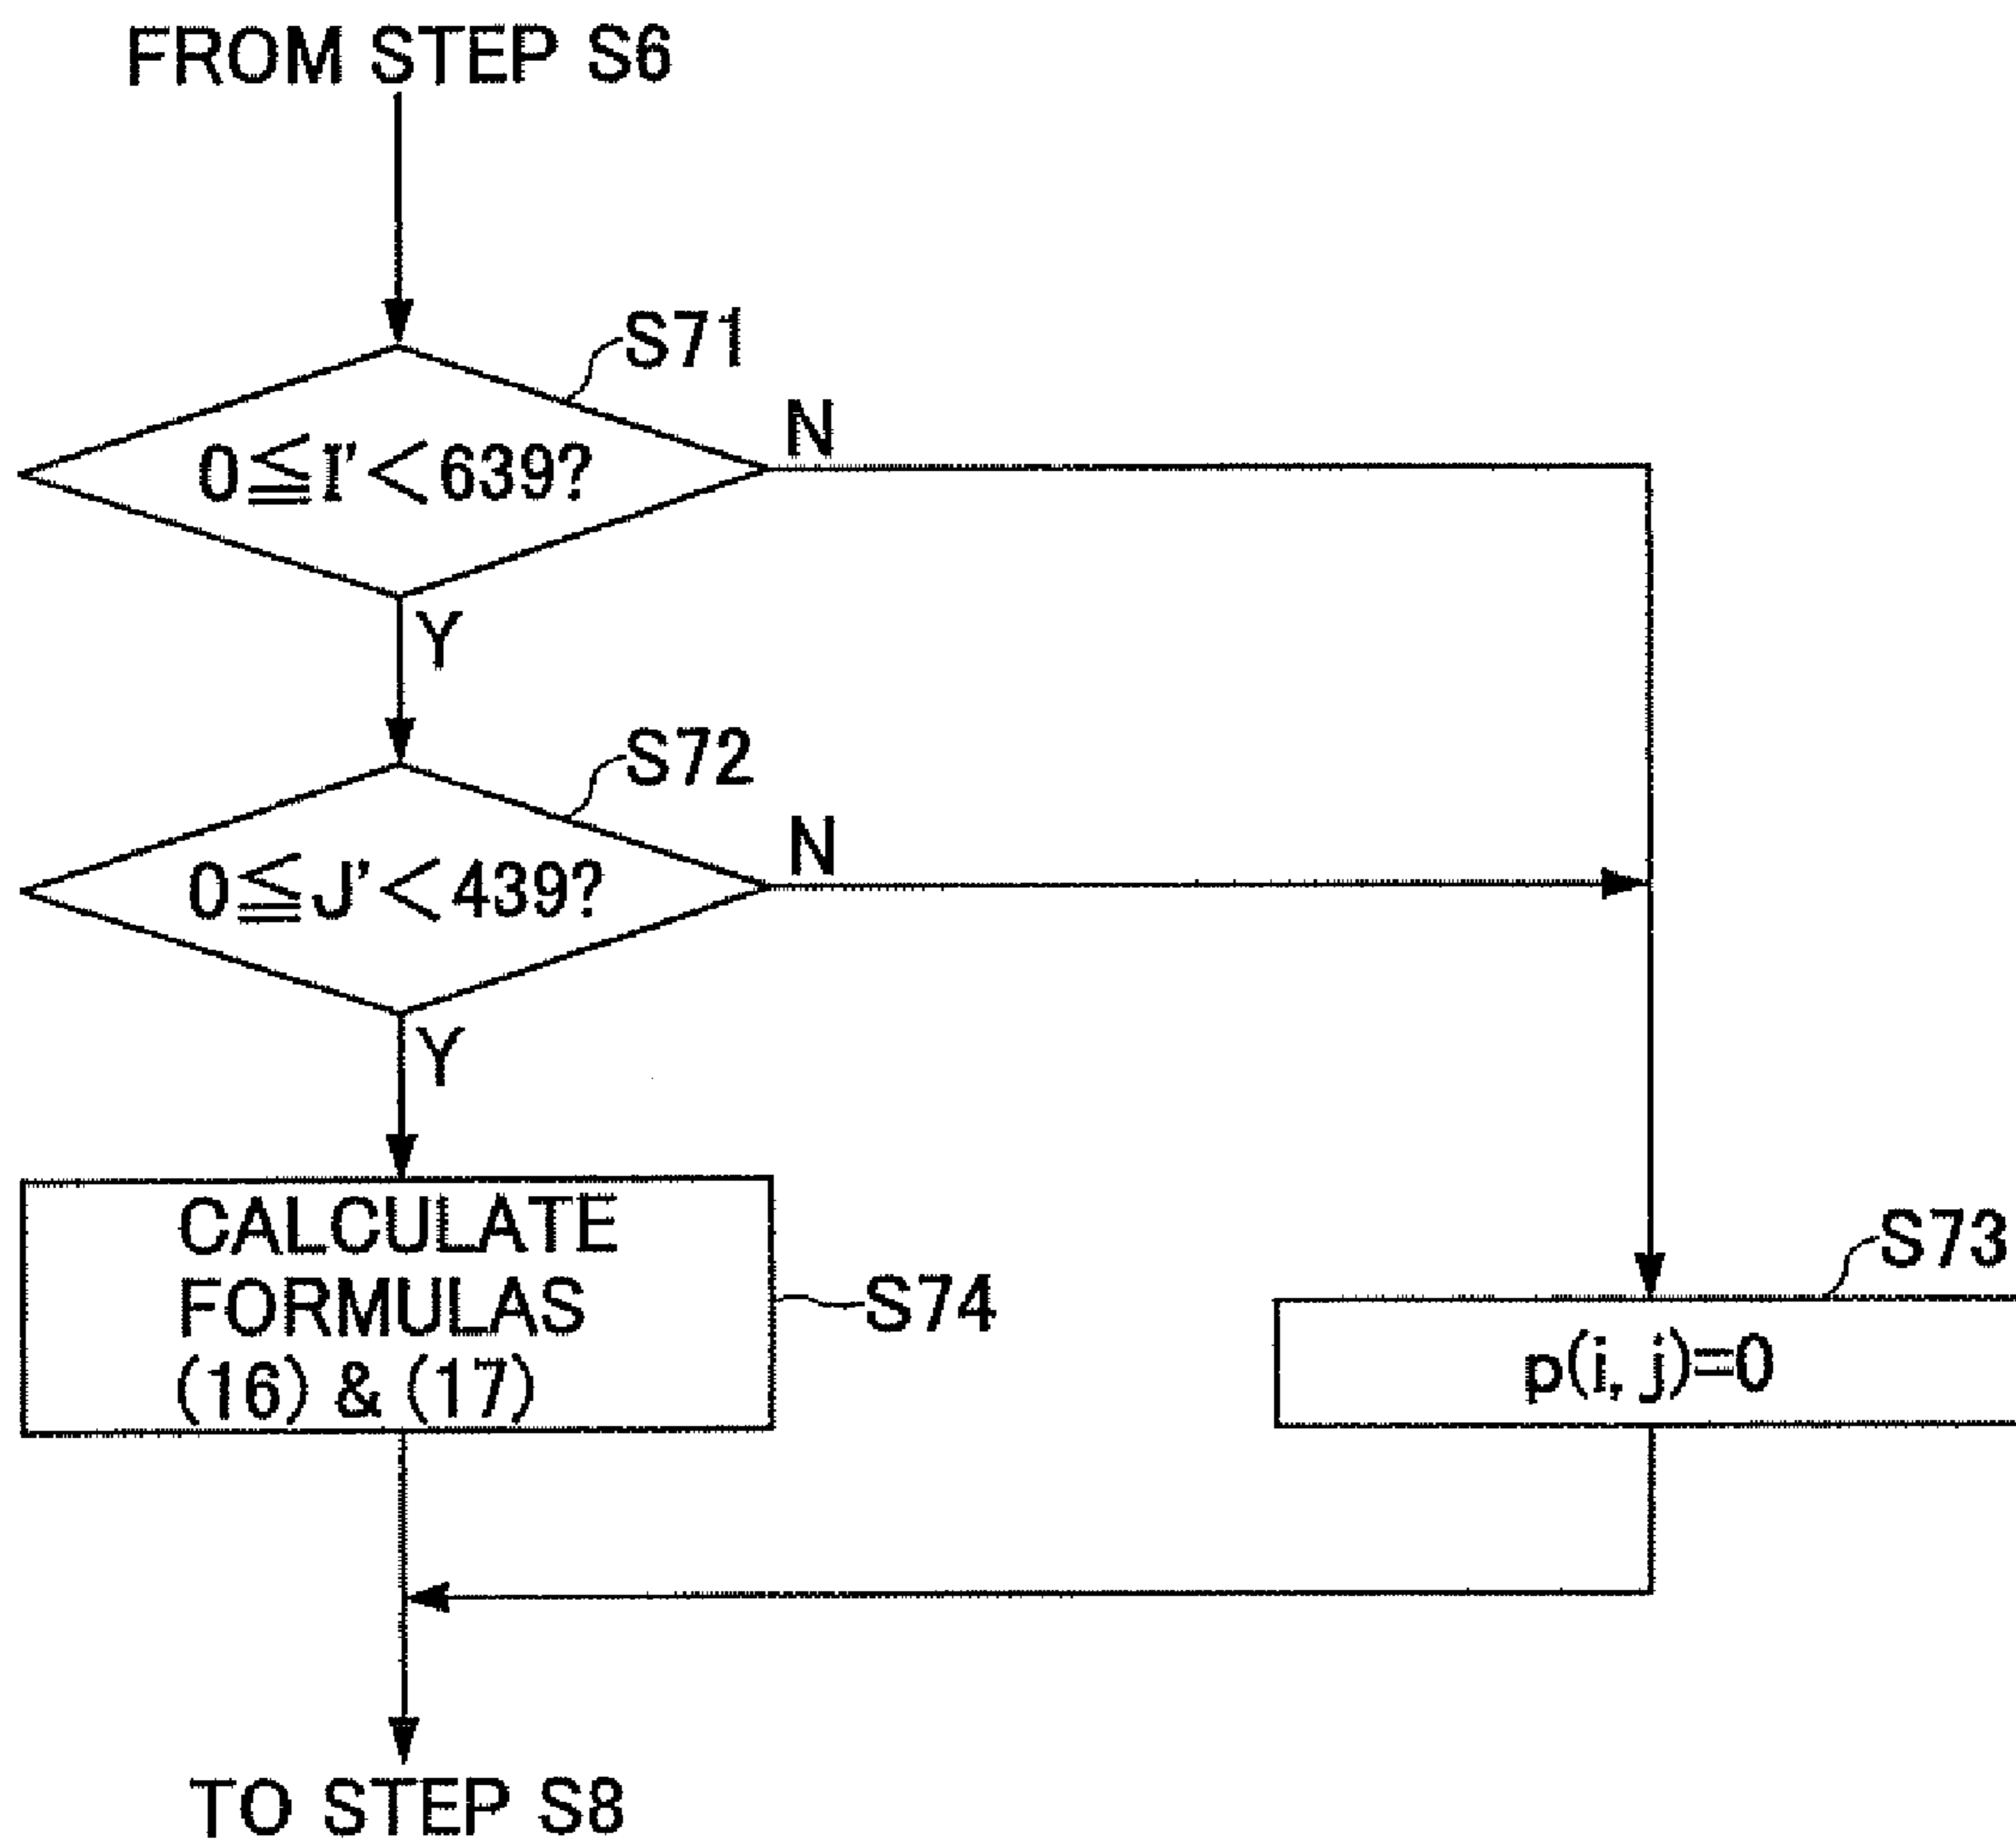 FROM STEP S6
S71
0≦I'<639?
N
Y
S72
0≦J'<439?
N
Y
CALCULATE
FORMULAS
(16) & (17)
S74
S73
p(i, j)=0
TO STEP S8